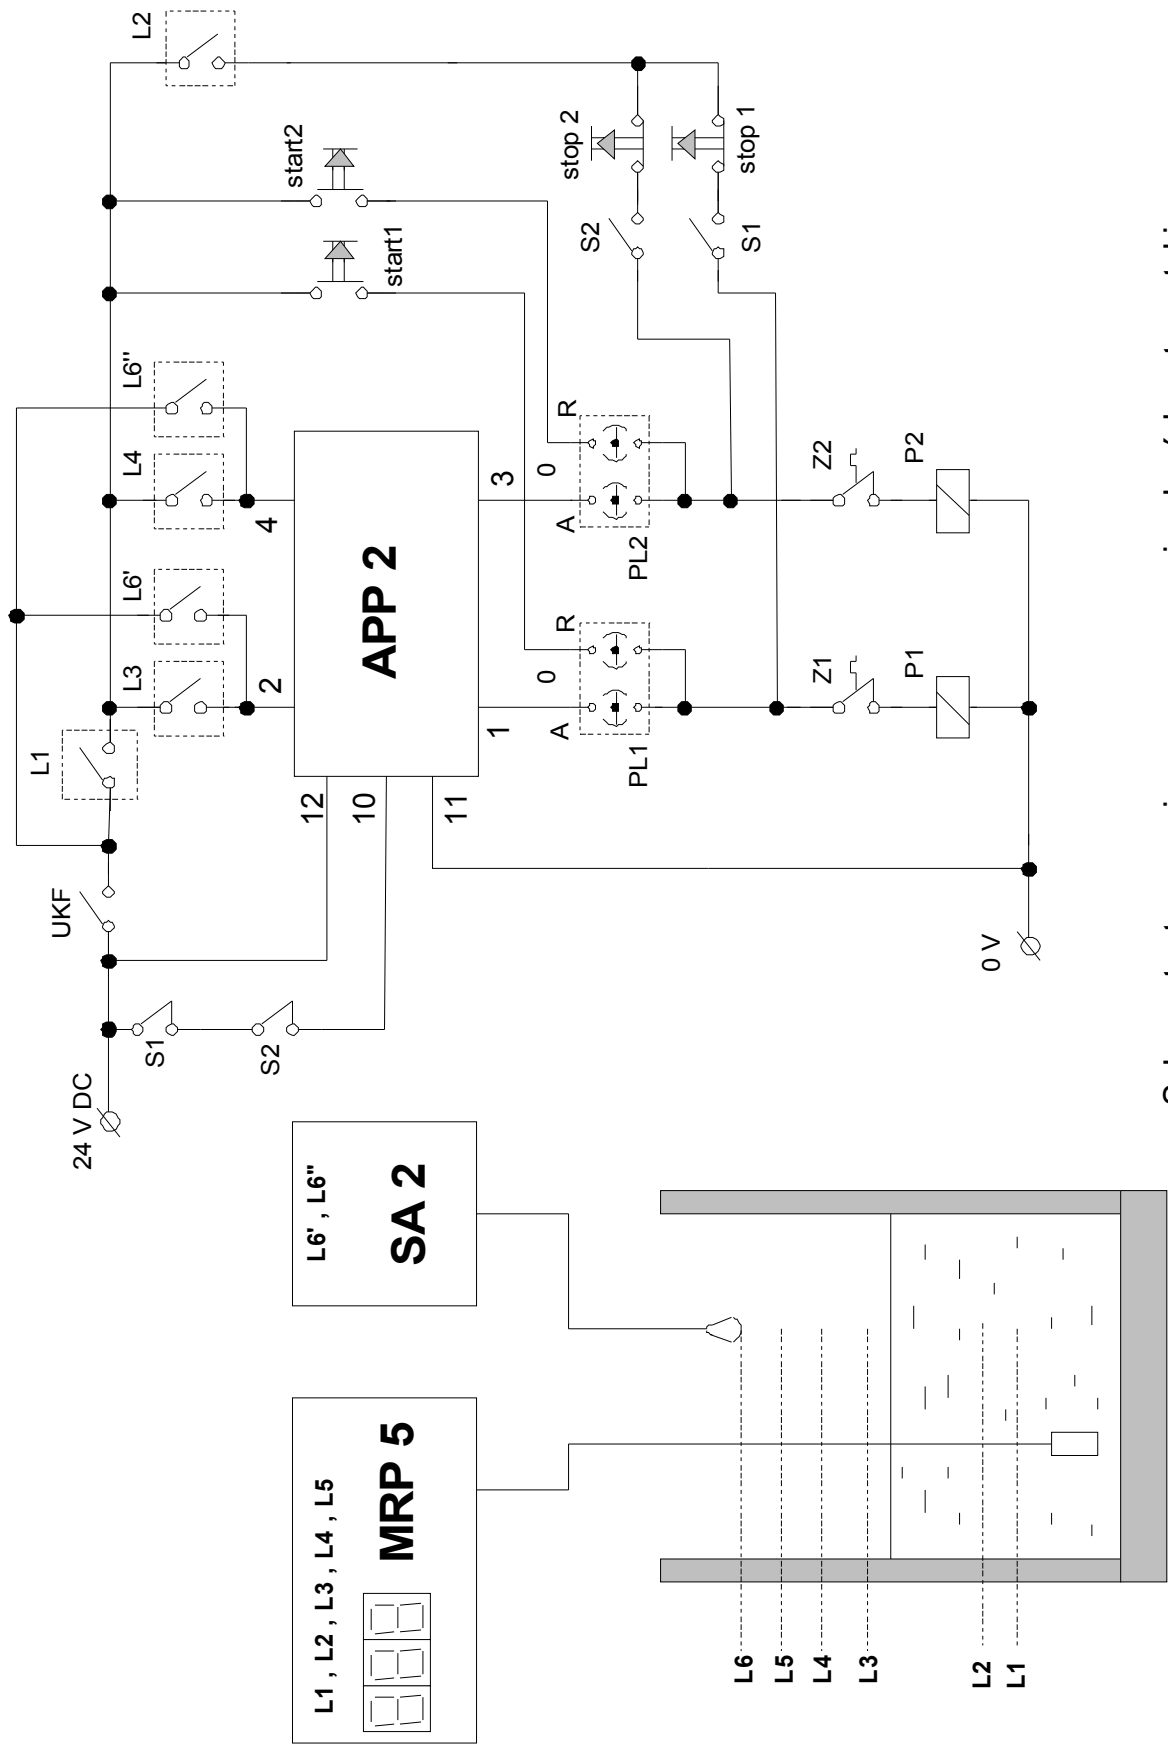 24 V DC
S1
S2
UKF
L1
L3
L6'
L4
L6"
start1
start2
L2
12
10
11
2
4
APP 2
1
3
A
0
R
PL1
A
0
R
PL2
S2
stop 2
S1
stop 1
Z1
Z2
P1
P2
0 V
L1 , L2 , L3 , L4 , L5
MRP 5
L6' , L6"
SA 2
L6
L5
L4
L3
L2
L1